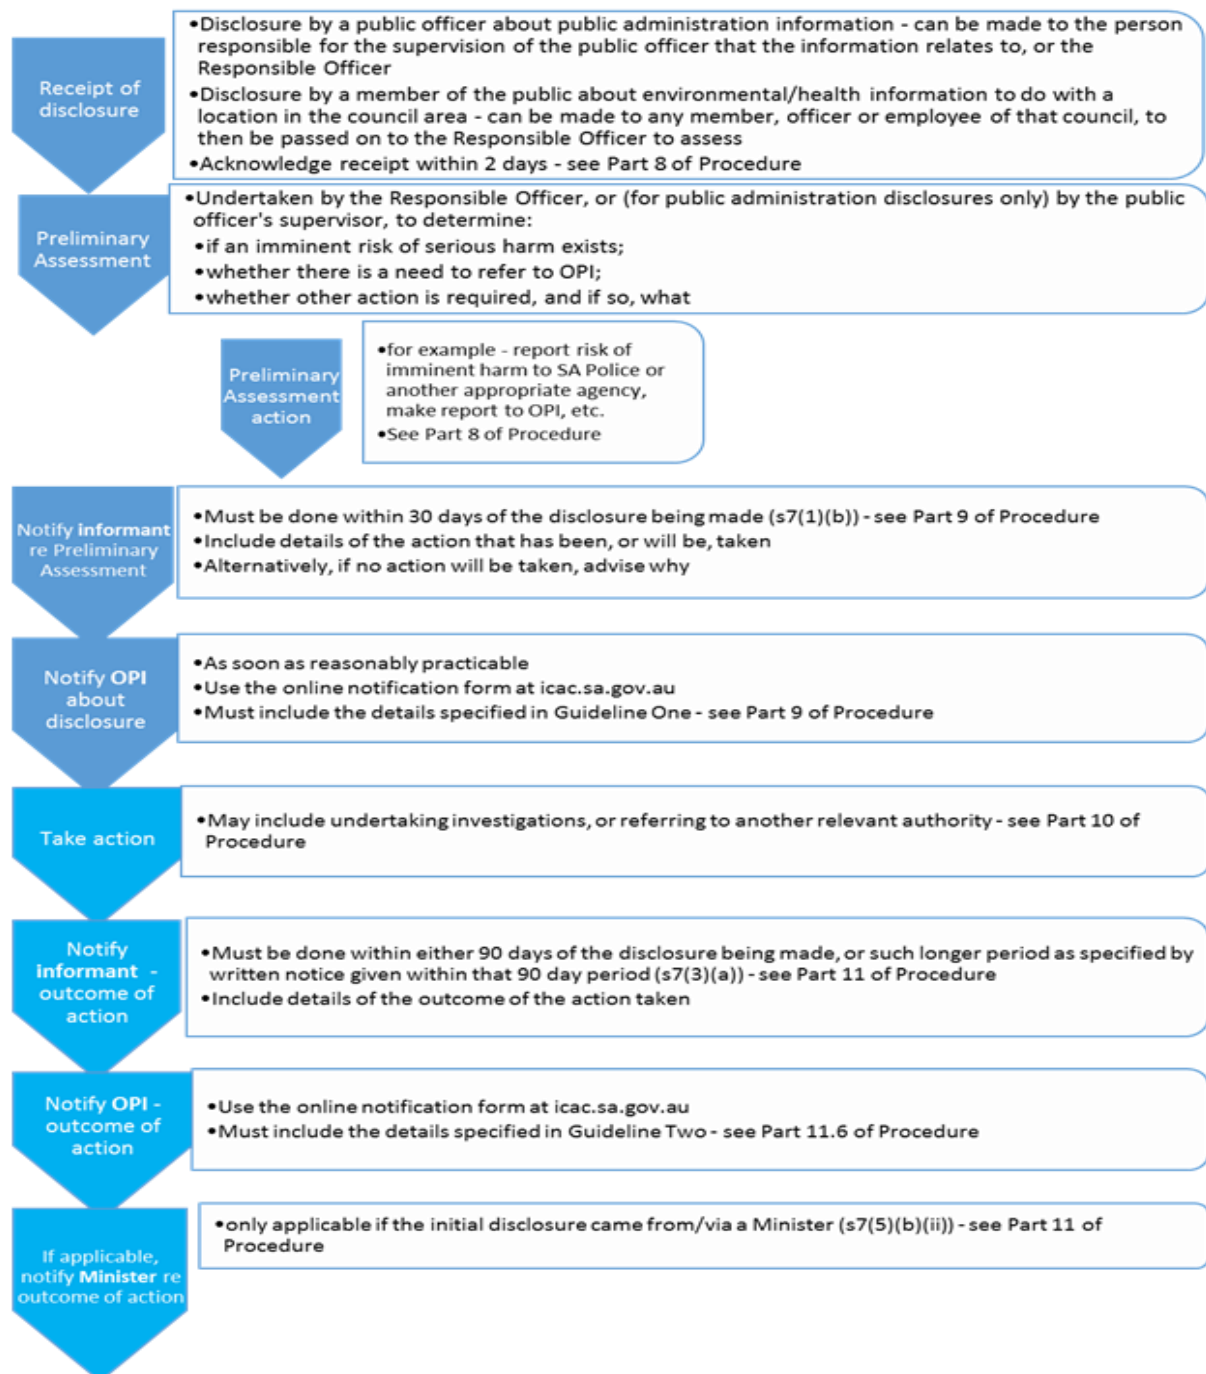 Receipt of
disclosure
•Disclosure by a public officer about public administration information - can be made to the person
responsible for the supervision of the public officer that the information relates to, or the
Responsible Officer
•Disclosure by a member of the public about environmental/health information to do with a
location in the council area - can be made to any member, officer or employee of that council, to
then be passed on to the Responsible Officer to assess
•Acknowledge receipt within 2 days - see Part 8 of Procedure
Preliminary
Assessment
•Undertaken by the Responsible Officer, or (for public administration disclosures only) by the public
officer's supervisor, to determine:
•if an imminent risk of serious harm exists;
•whether there is a need to refer to OPI;
•whether other action is required, and if so, what
Preliminary
Assessment
action
•for example - report risk of
imminent harm to SA Police or
another appropriate agency,
make report to OPI, etc.
•See Part 8 of Procedure
Notify informant
re Preliminary
Assessment
•Must be done within 30 days of the disclosure being made (s7(1)(b)) - see Part 9 of Procedure
•Include details of the action that has been, or will be, taken
•Alternatively, if no action will be taken, advise why
Notify OPI
about
disclosure
•As soon as reasonably practicable
•Use the online notification form at icac.sa.gov.au
•Must include the details specified in Guideline One - see Part 9 of Procedure
Take action
•May include undertaking investigations, or referring to another relevant authority - see Part 10 of
Procedure
Notify
informant -
outcome of
action
•Must be done within either 90 days of the disclosure being made, or such longer period as specified by
written notice given within that 90 day period (s7(3)(a)) - see Part 11 of Procedure
•Include details of the outcome of the action taken
Notify OPI -
outcome of
action
•Use the online notification form at icac.sa.gov.au
•Must include the details specified in Guideline Two - see Part 11.6 of Procedure
If applicable,
notify Minister re
outcome of action
•only applicable if the initial disclosure came from/via a Minister (s7(5)(b)(ii)) - see Part 11 of
Procedure